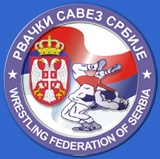 РВАЧКИ САВЕЗ СРБИЈЕ
WRESTLING FEDERATION OF SERBIA